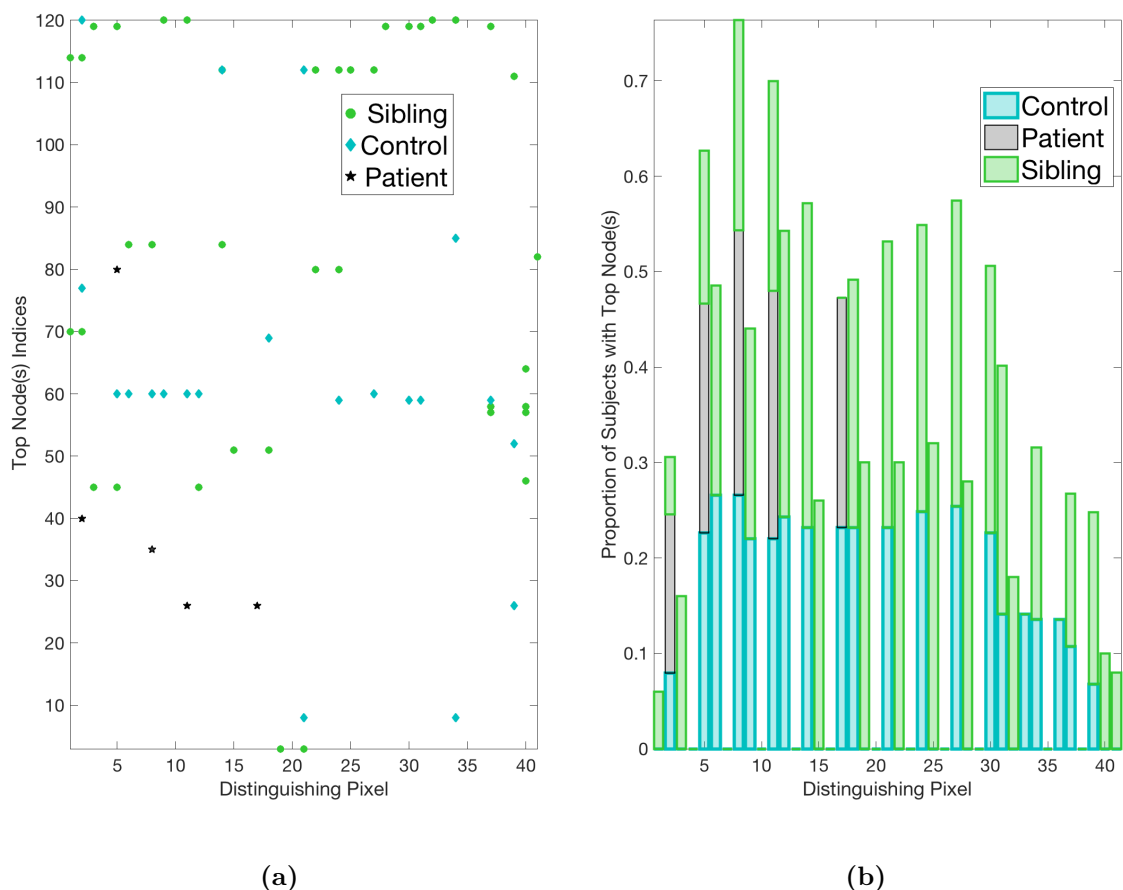 120
110
100
90
80
70
60
50
40
30
20
10
Top Node(s) Indices
5 10 15 20 25 30 35 40
Distinguishing Pixel
Sibling
Control
Patient
(a)
0.7
0.6
0.5
0.4
0.3
0.2
0.1
0
Proportion of Subjects with Top Node(s)
5 10 15 20 25 30 35 40
Distinguishing Pixel
Control
Patient
Sibling
(b)